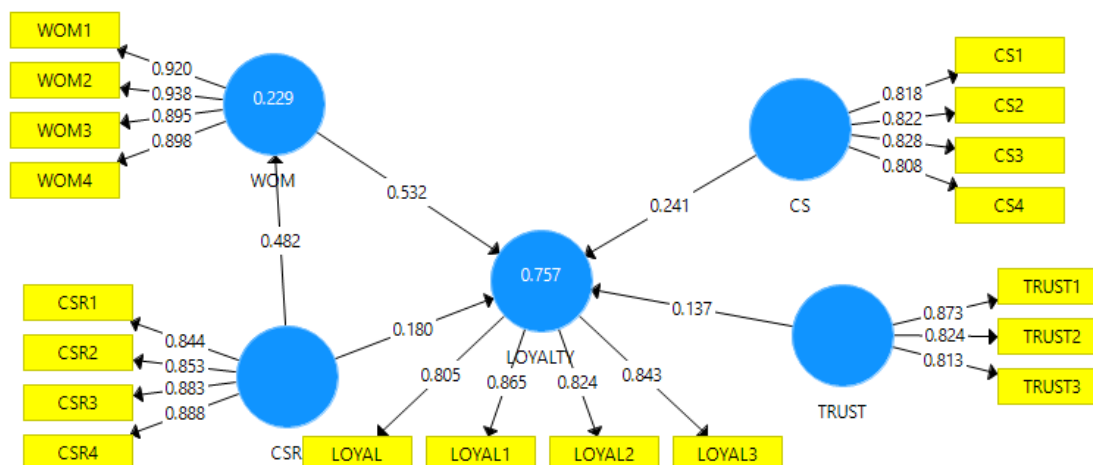 WOM1
WOM2
WOM3
WOM4
0.920
0.938
0.895
0.898
0.229
WOM
CS1
CS2
CS3
CS4
0.818
0.822
0.828
0.808
CS
0.532
0.241
0.482
0.757
LOYALTY
0.180
0.137
CSR1
CSR2
CSR3
CSR4
0.844
0.853
0.883
0.888
CSR
0.805
0.865
0.824
0.843
LOYAL
LOYAL1
LOYAL2
LOYAL3
TRUST1
TRUST2
TRUST3
0.873
0.824
0.813
TRUST